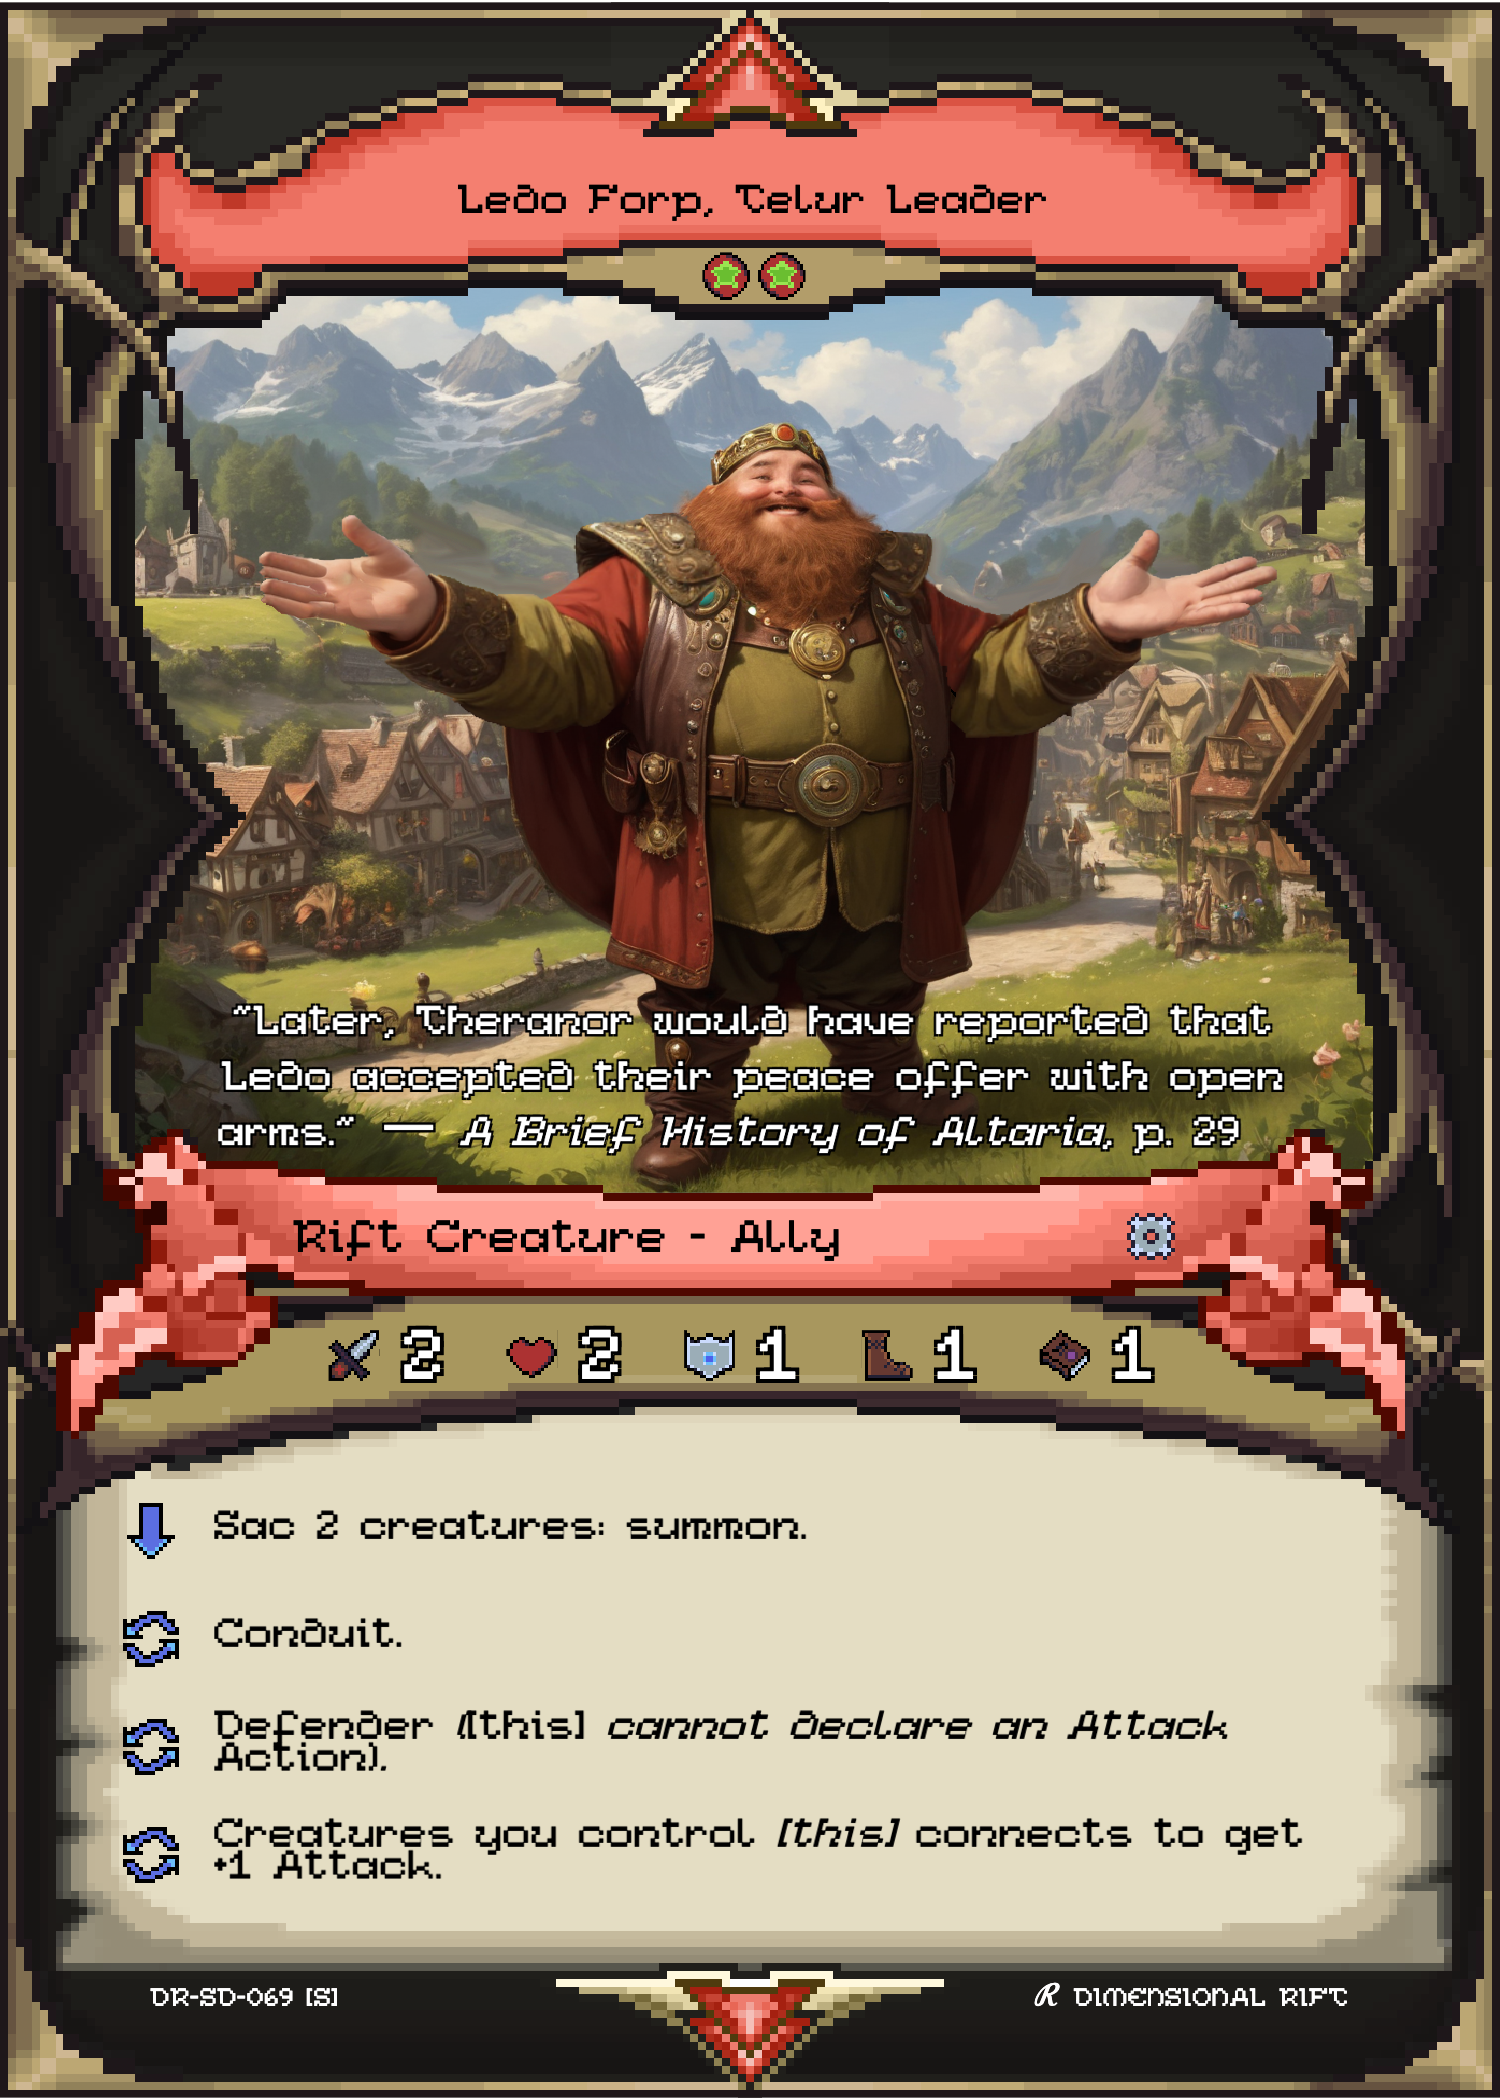 Ledo Forp, Telur Leader
"Later, Theranor would have reported that
Ledo accepted their peace offer with open
arms." — A Brief History of Altaria, p. 29
Rift Creature - Ally
2 2 1 1 1
Sac 2 creatures: summon.
Conduit.
Defender ([this] cannot declare an Attack
Action).
Creatures you control [this] connects to get
+1 Attack.
DR-SD-069 [S]
R DIMENSIONAL RIFT